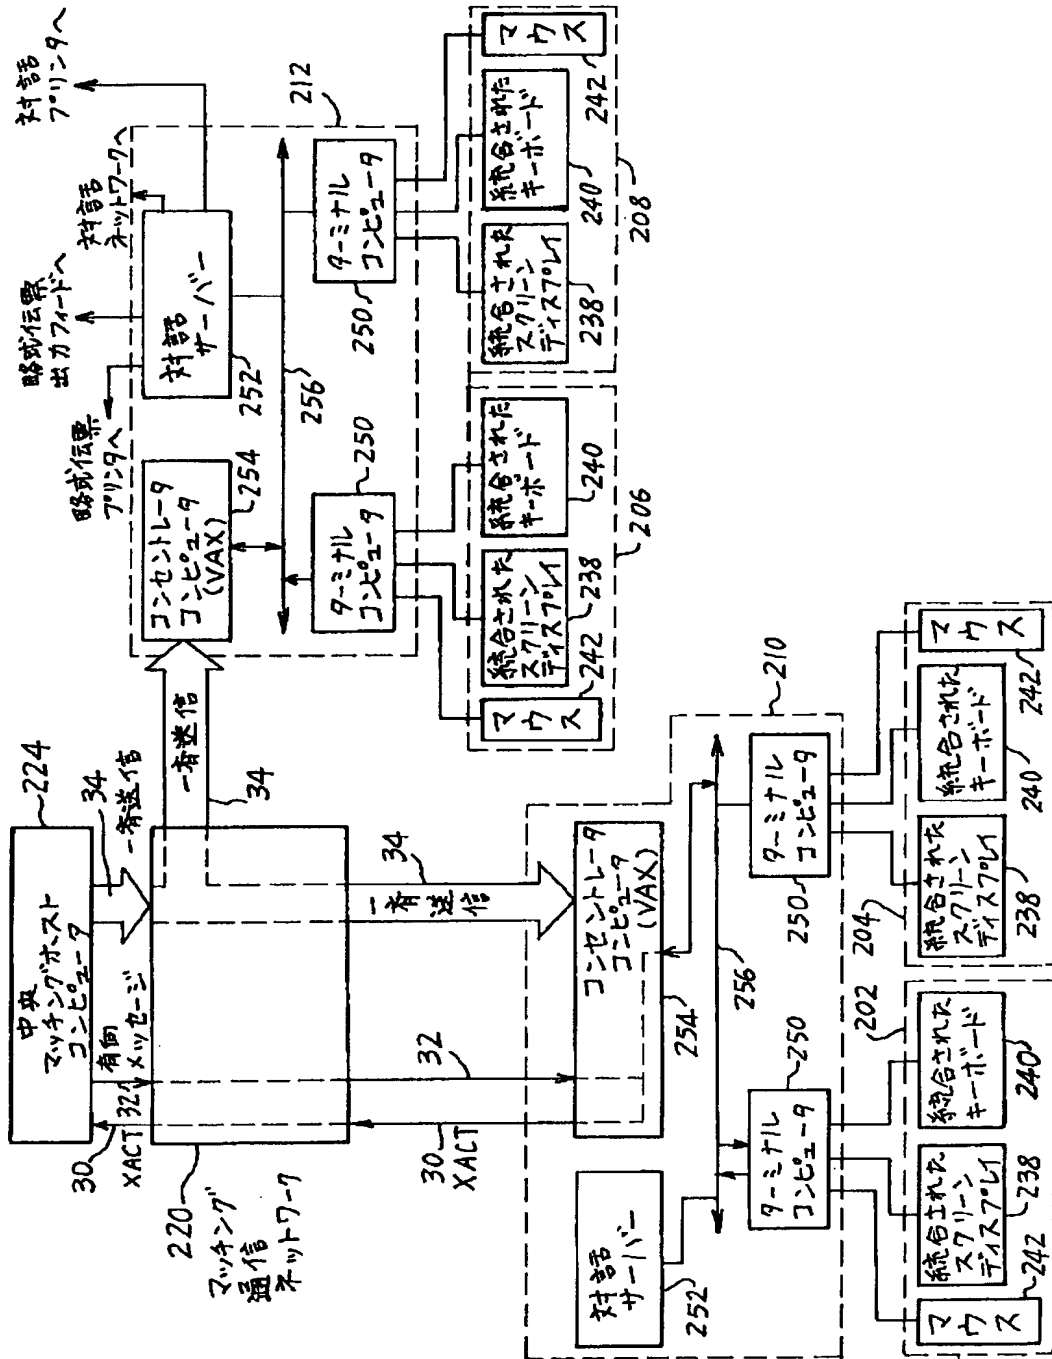 220
マッチング
通信
ネットワーク
30
XACT
32
有向
メッセージ
中央
マッチングホスト
コンピュータ
224
34
一斉送信
30
XACT
32
34
一斉送信
一斉送信
34
対話
サーバー
252
コンセントレータ
コンピュータ
(VAX)
254
256
210
ターミナル
コンピュータ
250
ターミナル
コンピュータ
250
202
204
マウス
242
統合された
スクリーン
ディスプレイ
238
統合された
キーボード
240
統合された
スクリーン
ディスプレイ
238
統合された
キーボード
240
マウス
242
略式伝票
プリンタへ
略式伝票
出力フィードへ
対話
ネットワークへ
対話
プリンタへ
コンセントレータ
コンピュータ
(VAX)
254
対話
サーバー
252
212
256
ターミナル
コンピュータ
250
ターミナル
コンピュータ
250
マウス
242
統合された
スクリーン
ディスプレイ
238
統合された
キーボード
240
206
統合された
スクリーン
ディスプレイ
238
統合された
キーボード
240
マウス
242
208